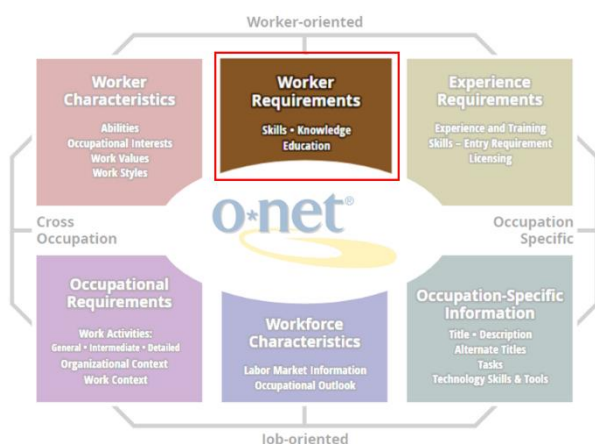 Worker-oriented
Worker
Characteristics
Abilities
Occupational Interests
Work Values
Work Styles
Worker
Requirements
Skills • Knowledge
Education
Experience
Requirements
Experience and Training
Skills – Entry Requirement
Licensing
Cross
Occupation
o*net®
Occupation
Specific
Occupational
Requirements
Work Activities:
General • Intermediate • Detailed
Organizational Context
Work Context
Workforce
Characteristics
Labor Market Information
Occupational Outlook
Occupation-Specific
Information
Title • Description
Alternate Titles
Tasks
Technology Skills & Tools
Job-oriented